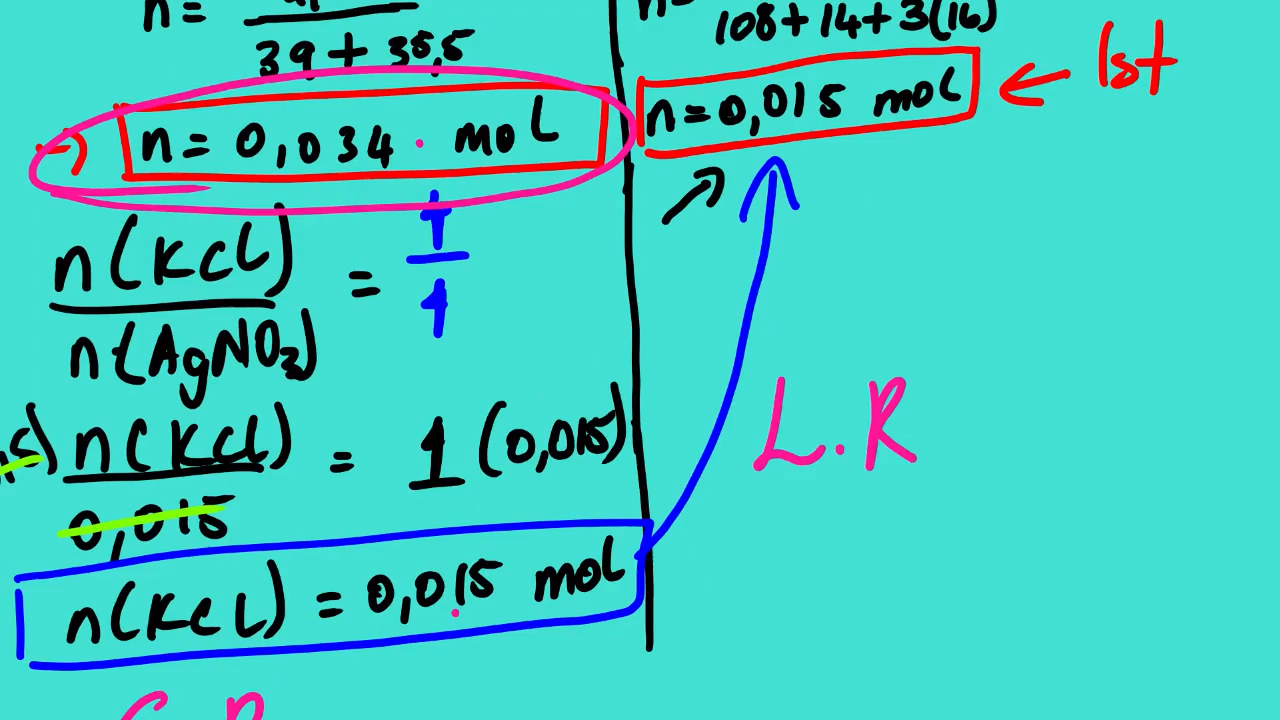 n=
39 + 35,5
n = 0,034 . mol
n(KCl)
n(AgNO3)
=
1
1
n(KCl)
0,015
= 1 (0,015)
n(KCl) = 0,015 mol
n=
108+14+3(16)
n=0,015 mol
← 1st
L.R